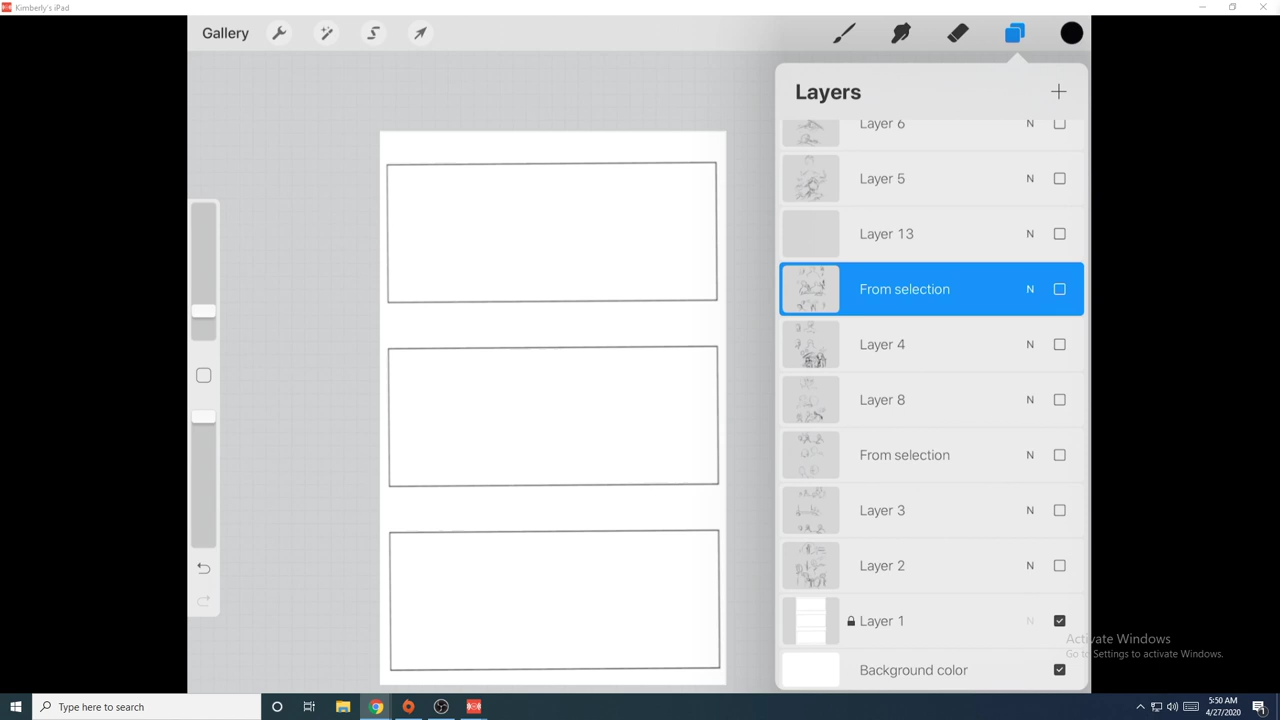 Kimberly's iPad
Gallery
Layers
Layer 6 N
Layer 5 N
Layer 13 N
From selection N
Layer 4 N
Layer 8 N
From selection N
Layer 3 N
Layer 2 N
Layer 1 N
Background color
Activate Windows
Go to Settings to activate Windows.
Type here to search
5:50 AM
4/27/2020
1